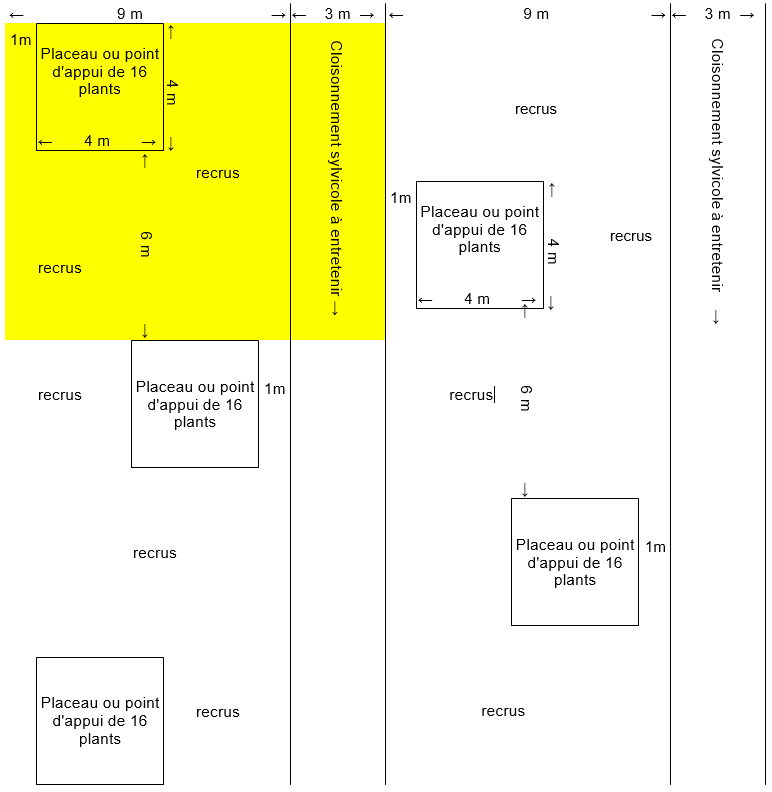 ← 9 m → ← 3 m → ← 9 m → ← 3 m →
1m
Placeau ou point
d'appui de 16
plants
← 4 m →
↑ 4 m ↓
↑ 6 m ↓
recrus
recrus
Cloisonnement sylvicole à entretenir →
recrus
1m
Placeau ou point
d'appui de 16
plants
← 4 m →
↑ 4 m ↓
recrus
Cloisonnement sylvicole à entretenir →
recrus
Placeau ou point
d'appui de 16
plants
1m
recrus
↑ 6 m ↓
recrus
Placeau ou point
d'appui de 16
plants
1m
Placeau ou point
d'appui de 16
plants
recrus
recrus